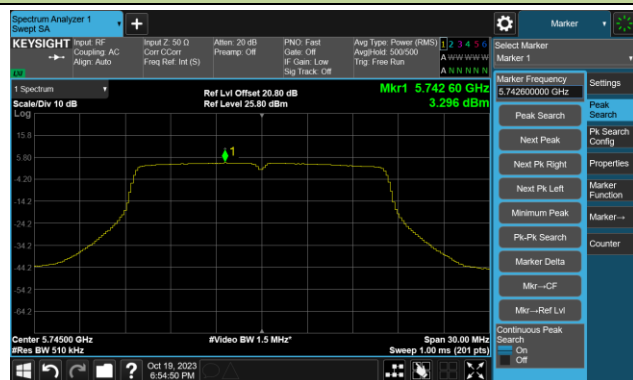 Spectrum Analyzer 1
Swept SA
+
Marker
KEYSIGHT
Input: RF
Coupling: AC
Align: Auto
Input Z: 50 Ω
Corr CCorr
Freq Ref: Int (S)
Atten: 20 dB
Preamp: Off
PNO: Fast
Gate: Off
IF Gain: Low
Sig Track: Off
Avg Type: Power (RMS)
Avg|Hold: 500/500
Trig: Free Run
1 2 3 4 5 6
A W W W W W
A N N N N N
LXI
Select Marker
Marker 1
1 Spectrum
Scale/Div 10 dB
Log
Ref Lvl Offset 20.80 dB
Ref Level 25.80 dBm
Mkr1 5.742 60 GHz
3.296 dBm
15.8
5.80
-4.20
-14.2
-24.2
-34.2
-44.2
-54.2
-64.2
1
Center 5.74500 GHz
#Res BW 510 kHz
#Video BW 1.5 MHz*
Span 30.00 MHz
Sweep 1.00 ms (201 pts)
Marker Frequency
5.742600000 GHz
Peak Search
Next Peak
Next Pk Right
Next Pk Left
Minimum Peak
Pk-Pk Search
Marker Delta
Mkr→CF
Mkr→Ref Lvl
Continuous Peak
Search
On
Off
Settings
Peak
Search
Pk Search
Config
Properties
Marker
Function
Marker→
Counter
?
Oct 19, 2023
6:54:50 PM